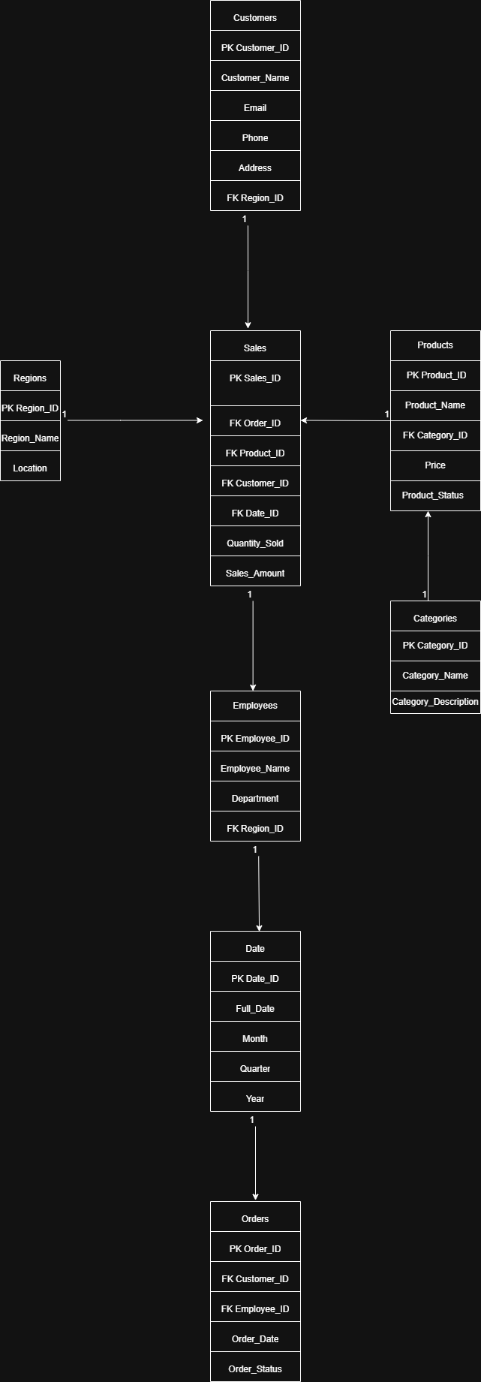 Customers
PK Customer_ID
Customer_Name
Email
Phone
Address
FK Region_ID
1
Sales
PK Sales_ID
FK Order_ID
FK Product_ID
FK Customer_ID
FK Date_ID
Quantity_Sold
Sales_Amount
1
Regions
PK Region_ID
Region_Name
Location
1
Products
PK Product_ID
Product_Name
FK Category_ID
Price
Product_Status
1
Categories
PK Category_ID
Category_Name
Category_Description
1
Employees
PK Employee_ID
Employee_Name
Department
FK Region_ID
1
Date
PK Date_ID
Full_Date
Month
Quarter
Year
1
Orders
PK Order_ID
FK Customer_ID
FK Employee_ID
Order_Date
Order_Status